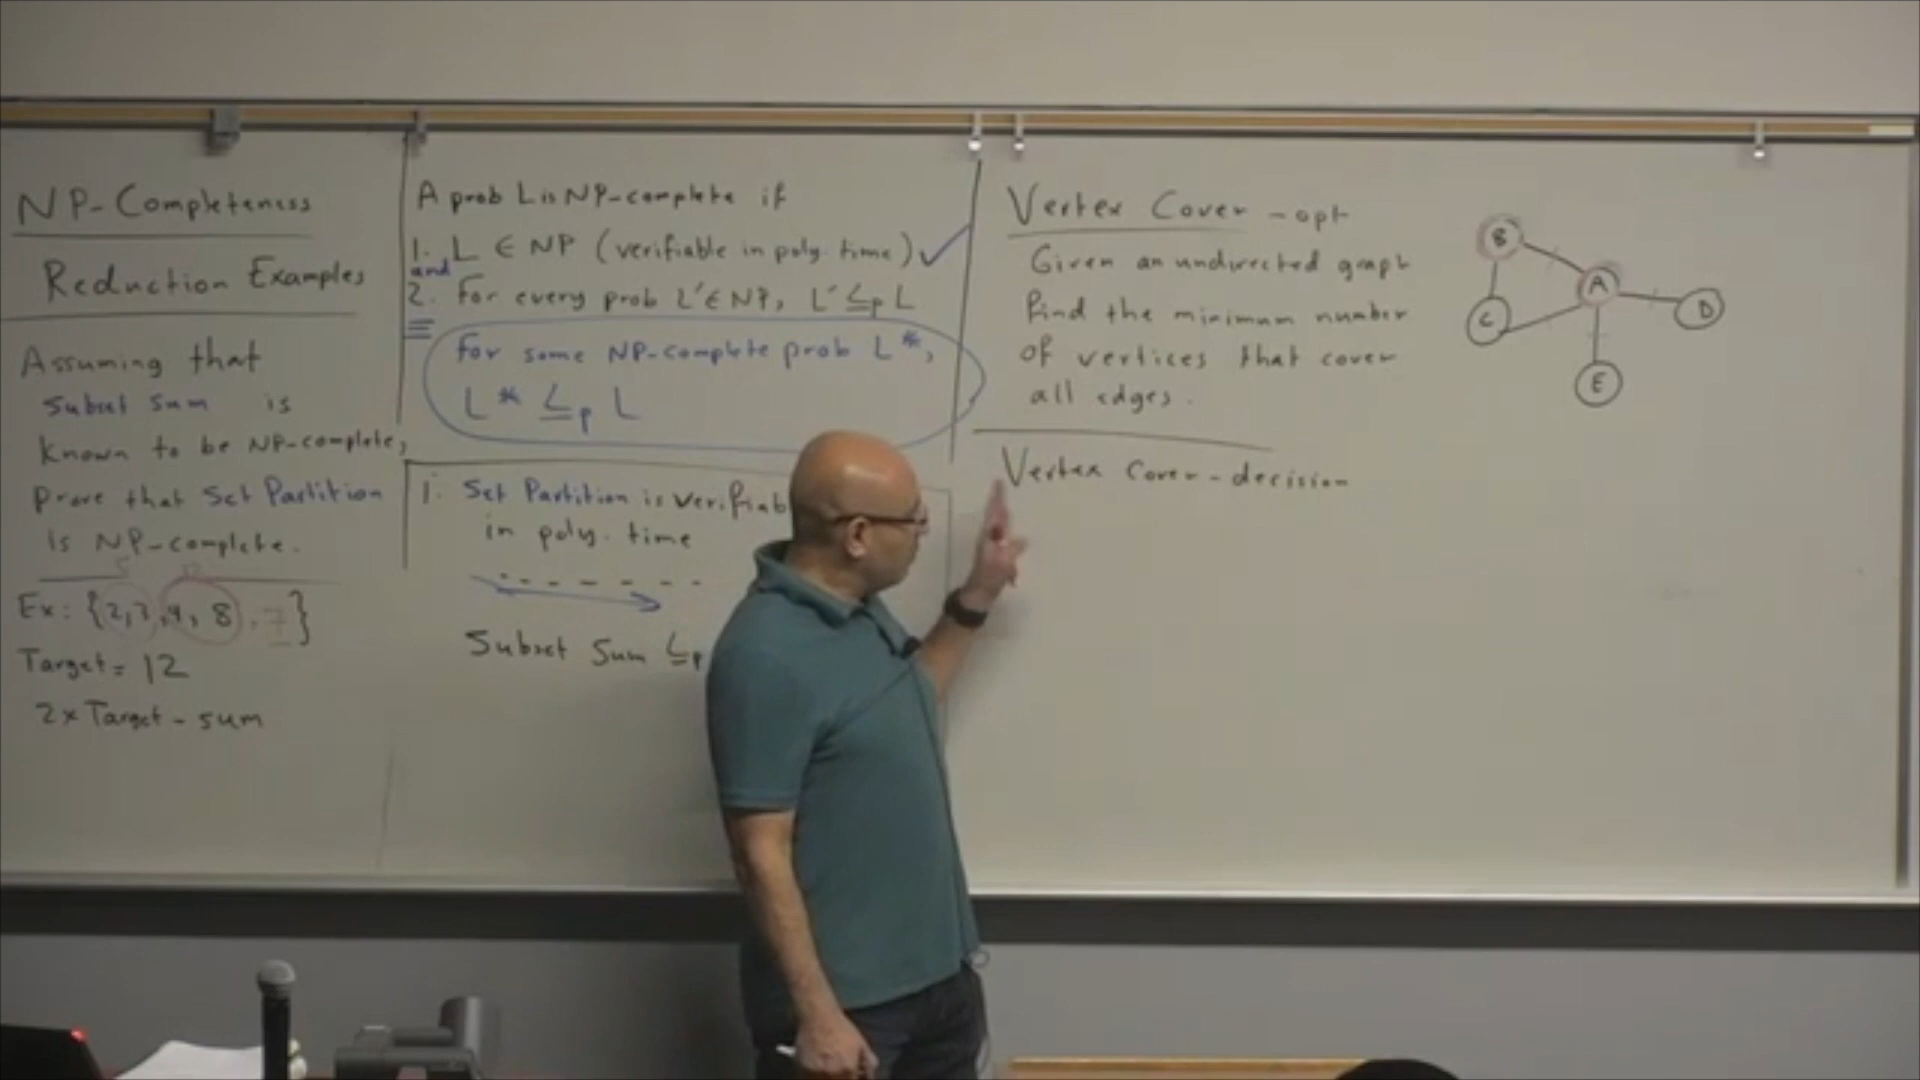 NP-Completeness
Reduction Examples
Assuming that
Subset Sum is
known to be NP-complete,
prove that Set Partition
is NP-complete.
Ex: {2,3,4, 8, 7}
Target = 12
2x Target - sum
A prob L is NP-complete if
1. L ∈ NP (verifiable in poly. time) ✓
and
2. For every prob L' ∈ NP, L' ≤p L
≡
For some NP-complete prob L*,
L* ≤p L
1. Set Partition is verifiab
in poly. time
Subset Sum ≤p
Vertex Cover - opt
Given an undirected graph
find the minimum number
of vertices that cover
all edges.
Vertex Cover - decision
B
A
C
D
E